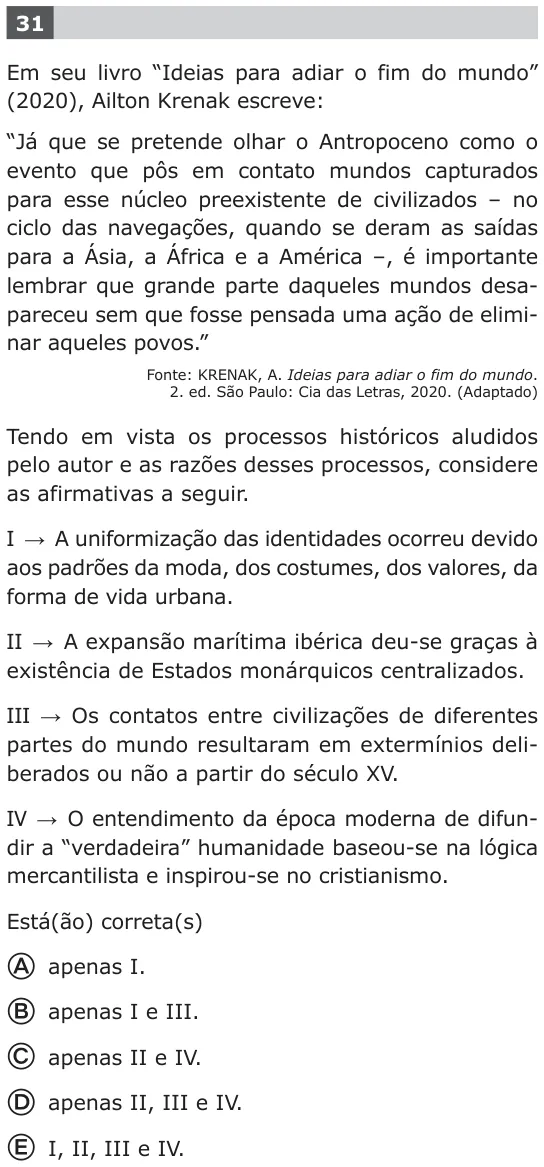 31
Em seu livro “Ideias para adiar o fim do mundo”
(2020), Ailton Krenak escreve:
“Já que se pretende olhar o Antropoceno como o
evento que pôs em contato mundos capturados
para esse núcleo preexistente de civilizados – no
ciclo das navegações, quando se deram as saídas
para a Ásia, a África e a América –, é importante
lembrar que grande parte daqueles mundos desa-
pareceu sem que fosse pensada uma ação de elimi-
nar aqueles povos.”
Fonte: KRENAK, A. Ideias para adiar o fim do mundo.
2. ed. São Paulo: Cia das Letras, 2020. (Adaptado)
Tendo em vista os processos históricos aludidos
pelo autor e as razões desses processos, considere
as afirmativas a seguir.
I → A uniformização das identidades ocorreu devido
aos padrões da moda, dos costumes, dos valores, da
forma de vida urbana.
II → A expansão marítima ibérica deu-se graças à
existência de Estados monárquicos centralizados.
III → Os contatos entre civilizações de diferentes
partes do mundo resultaram em extermínios deli-
berados ou não a partir do século XV.
IV → O entendimento da época moderna de difun-
dir a “verdadeira” humanidade baseou-se na lógica
mercantilista e inspirou-se no cristianismo.
Está(ão) correta(s)
A apenas I.
B apenas I e III.
C apenas II e IV.
D apenas II, III e IV.
E I, II, III e IV.